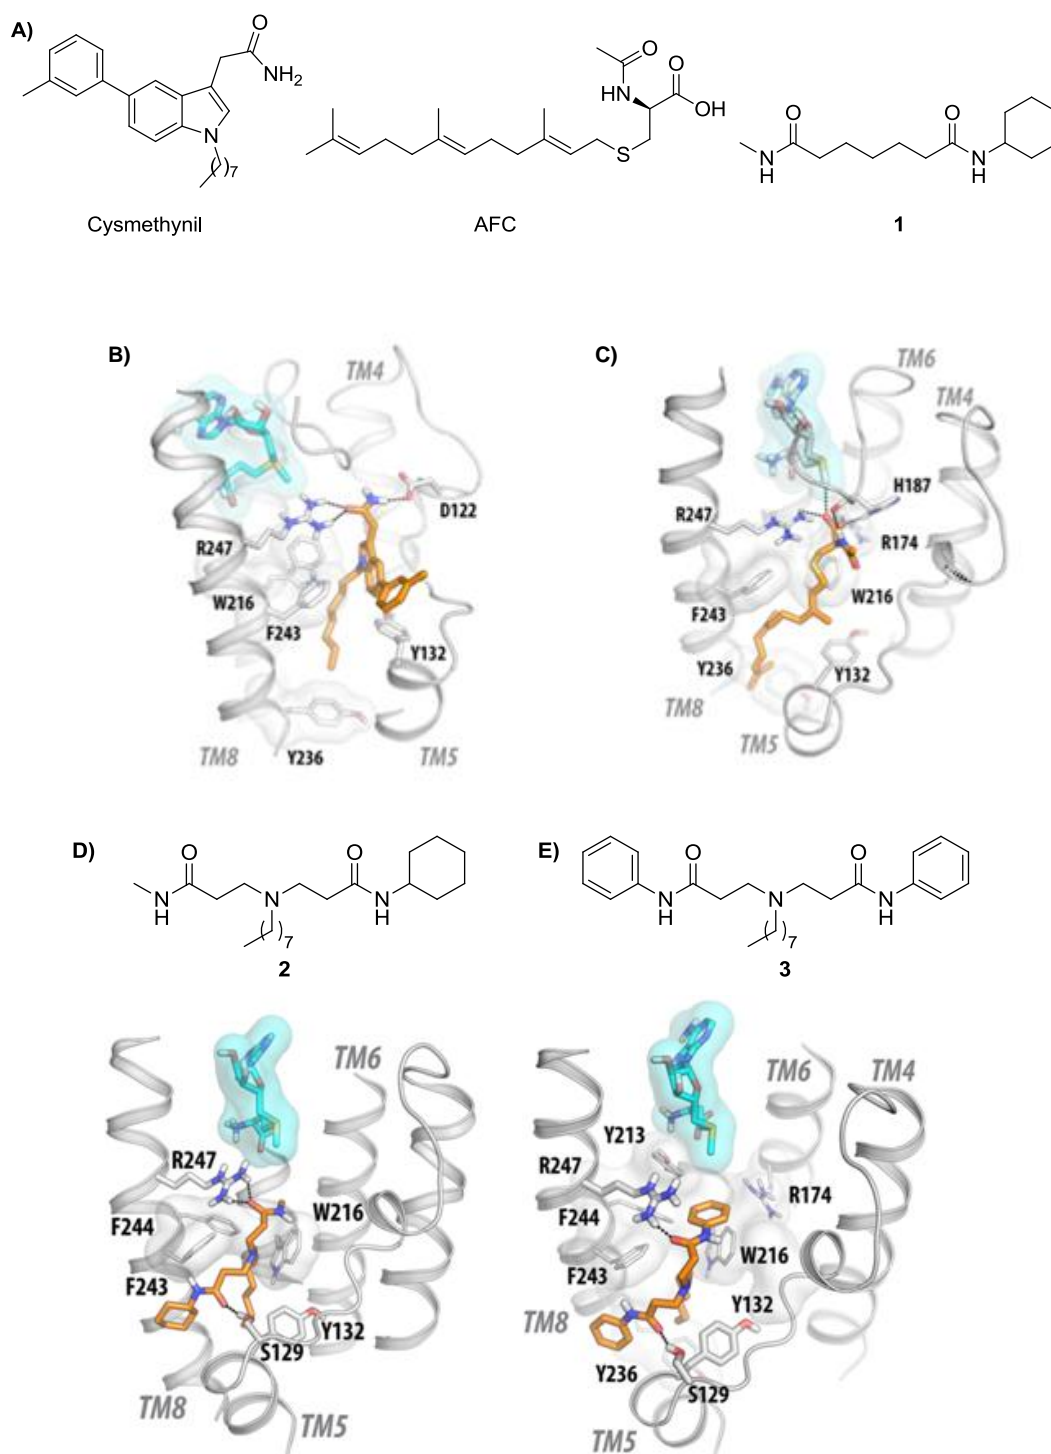 A)
O
NH2
O
HN
O
OH
S
N
7
O
N
H
O
N
H
Cysmethynil
AFC
1
B)
TM4
D122
R247
W216
F243
Y132
TM8
Y236
TM5
C)
TM6
TM4
H187
R247
R174
W216
F243
Y236
Y132
TM8
TM5
D)
O
N
H
N
O
N
H
7
2
TM6
R247
F244
W216
F243
Y132
S129
TM8
TM5
E)
O
N
H
N
O
N
H
7
3
TM6
TM4
Y213
R247
R174
F244
W216
F243
TM8
Y132
Y236
S129
TM5